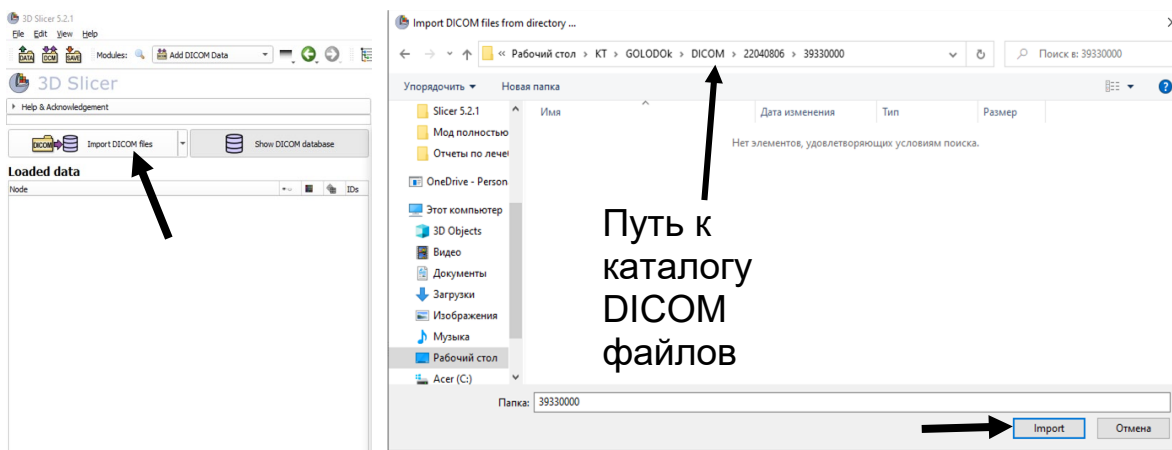 3D Slicer 5.2.1
File Edit View Help
DATA DCM SAVE Modules: Add DICOM Data
3D Slicer
Help & Acknowledgement
DICOM Import DICOM files Show DICOM database
Loaded data
Node IDs
Import DICOM files from directory ...
« Рабочий стол › КТ › GOLODOk › DICOM › 22040806 › 39330000
Поиск в: 39330000
Упорядочить Новая папка
Имя Дата изменения Тип Размер
Нет элементов, удовлетворяющих условиям поиска.
Slicer 5.2.1
Мод полностью
Отчеты по лече
OneDrive - Person
Этот компьютер
3D Objects
Видео
Документы
Загрузки
Изображения
Музыка
Рабочий стол
Acer (C:)
Путь к
каталогу
DICOM
файлов
Папка: 39330000
Import Отмена